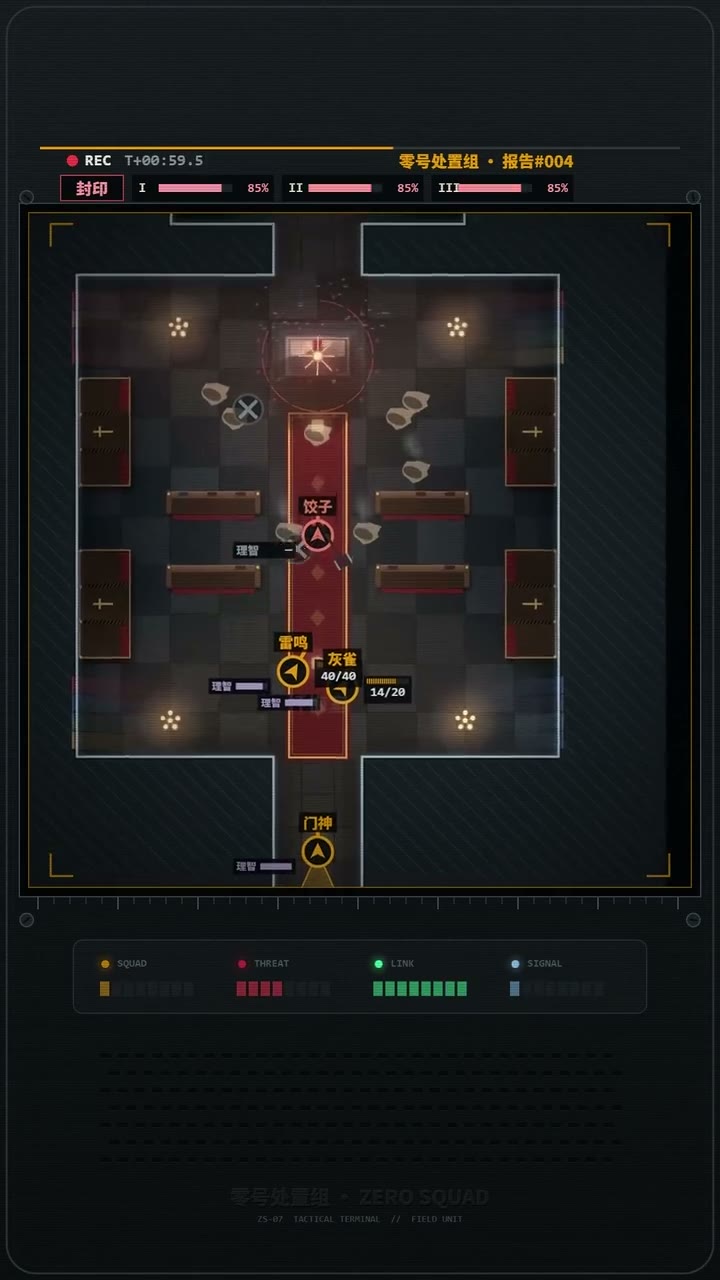 REC T+00:59.5 零号处置组 · 报告#004
封印 I 85% II 85% III 85%
饺子
理智
雷鸣
灰雀
40/40
14/20
理智
理智
门神
理智
SQUAD THREAT LINK SIGNAL
零号处置组 · ZERO SQUAD
ZS-07 TACTICAL TERMINAL // FIELD UNIT